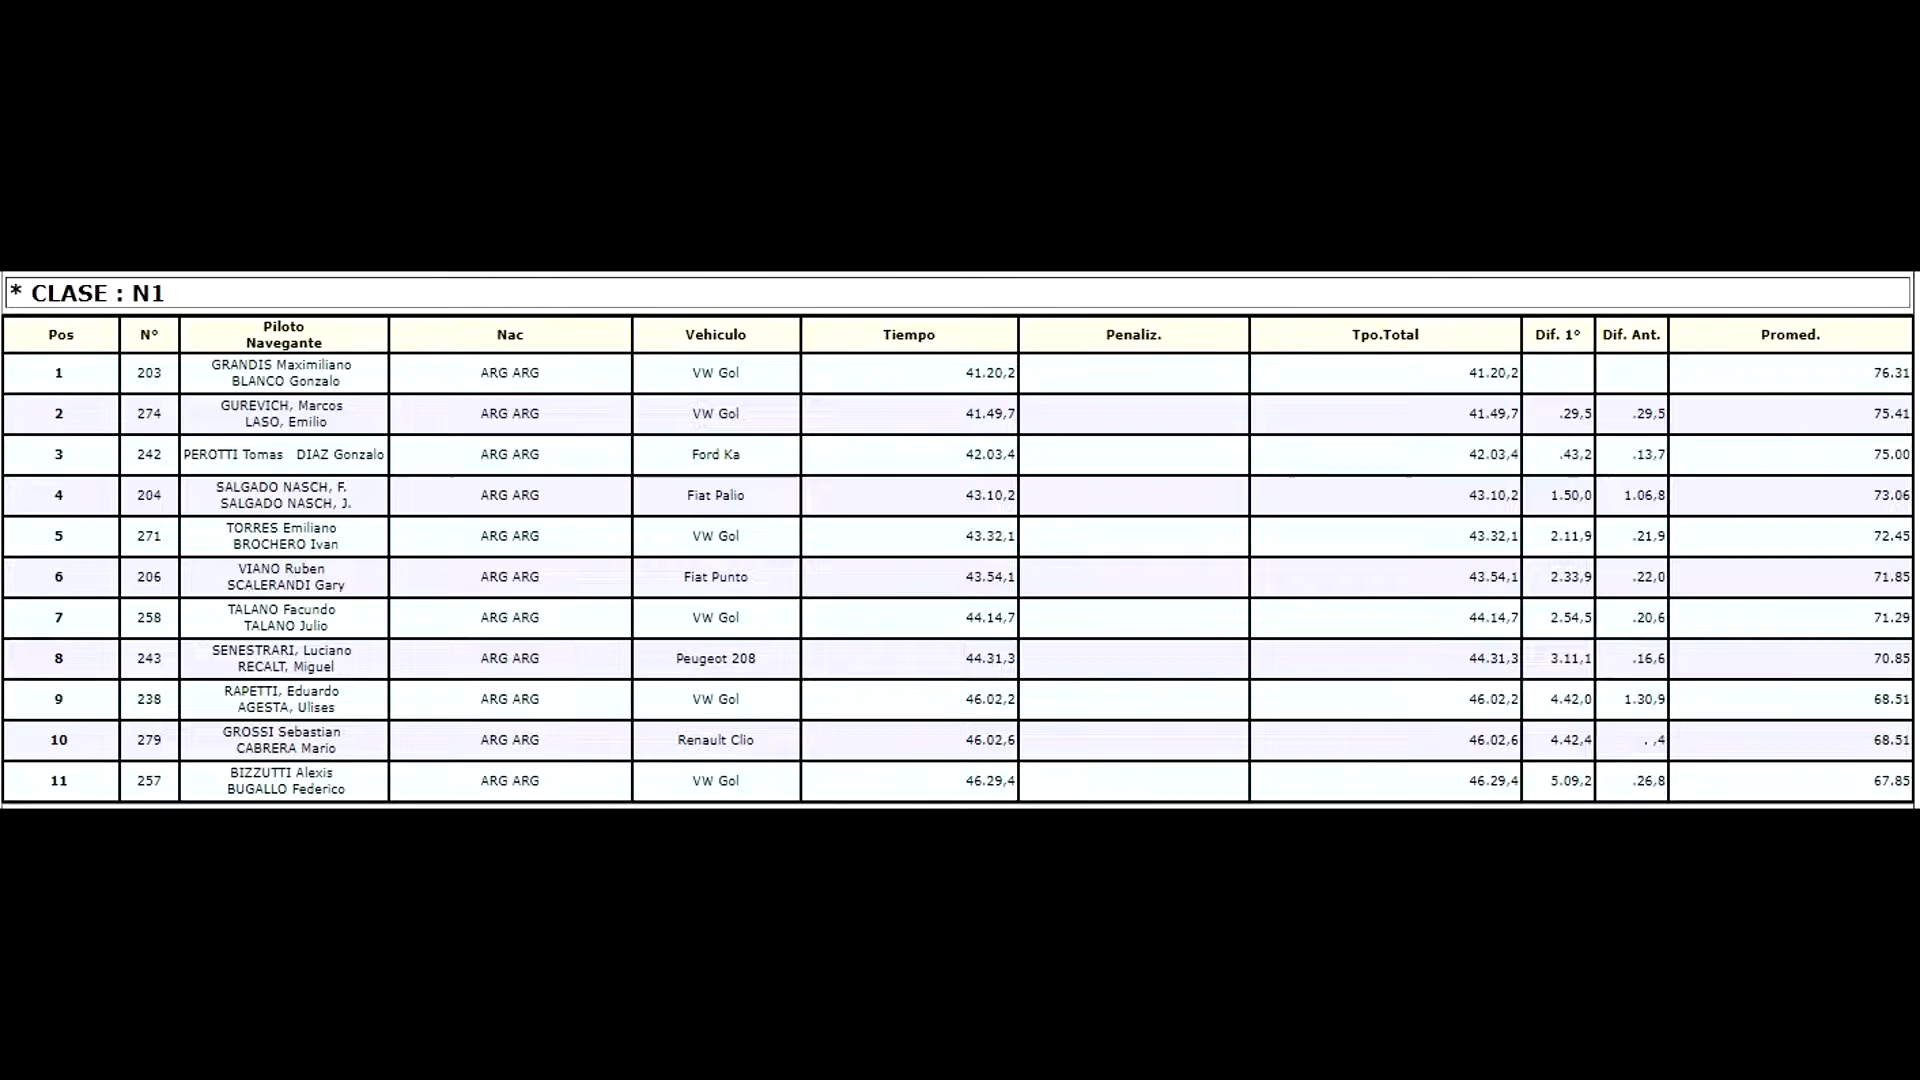 * CLASE : N1
Pos N° Piloto Navegante Nac Vehiculo Tiempo Penaliz. Tpo.Total Dif. 1° Dif. Ant. Promed.
1 203 GRANDIS Maximiliano BLANCO Gonzalo ARG ARG VW Gol 41.20,2 41.20,2 76.31
2 274 GUREVICH, Marcos LASO, Emilio ARG ARG VW Gol 41.49,7 41.49,7 .29,5 .29,5 75.41
3 242 PEROTTI Tomas DIAZ Gonzalo ARG ARG Ford Ka 42.03,4 42.03,4 .43,2 .13,7 75.00
4 204 SALGADO NASCH, F. SALGADO NASCH, J. ARG ARG Fiat Palio 43.10,2 43.10,2 1.50,0 1.06,8 73.06
5 271 TORRES Emiliano BROCHERO Ivan ARG ARG VW Gol 43.32,1 43.32,1 2.11,9 .21,9 72.45
6 206 VIANO Ruben SCALERANDI Gary ARG ARG Fiat Punto 43.54,1 43.54,1 2.33,9 .22,0 71.85
7 258 TALANO Facundo TALANO Julio ARG ARG VW Gol 44.14,7 44.14,7 2.54,5 .20,6 71.29
8 243 SENESTRARI, Luciano RECALT, Miguel ARG ARG Peugeot 208 44.31,3 44.31,3 3.11,1 .16,6 70.85
9 238 RAPETTI, Eduardo AGESTA, Ulises ARG ARG VW Gol 46.02,2 46.02,2 4.42,0 1.30,9 68.51
10 279 GROSSI Sebastian CABRERA Mario ARG ARG Renault Clio 46.02,6 46.02,6 4.42,4 . ,4 68.51
11 257 BIZZUTTI Alexis BUGALLO Federico ARG ARG VW Gol 46.29,4 46.29,4 5.09,2 .26,8 67.85